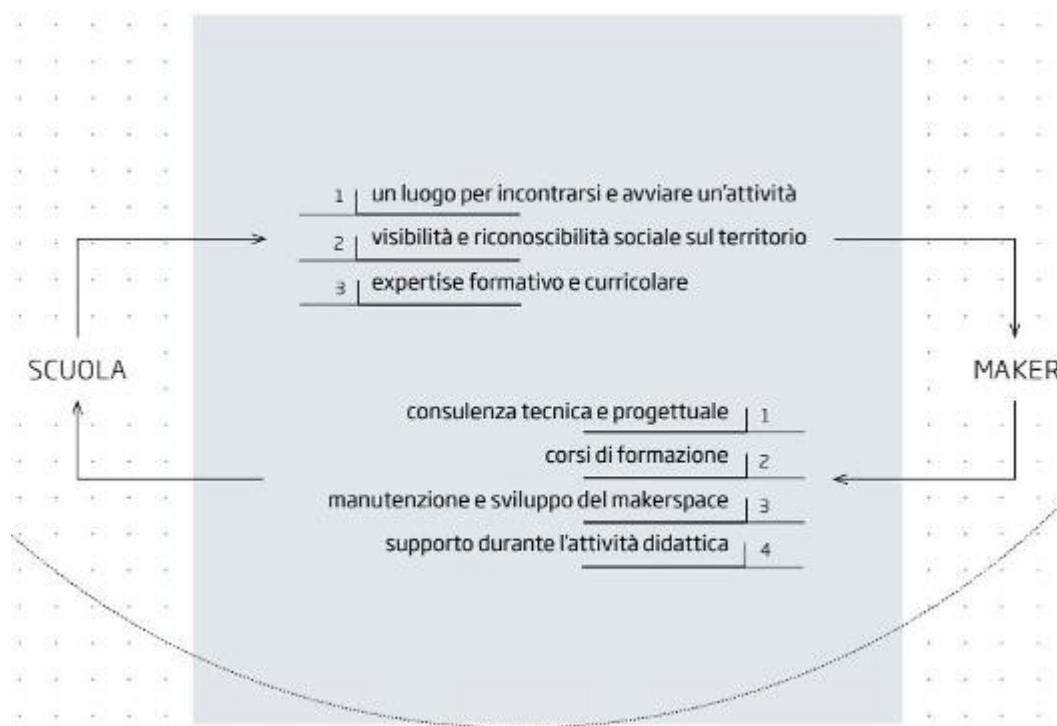 1 un luogo per incontrarsi e avviare un'attività
2 visibilità e riconoscibilità sociale sul territorio
3 expertise formativo e curricolare
SCUOLA
MAKER
consulenza tecnica e progettuale 1
corsi di formazione 2
manutenzione e sviluppo del makerspace 3
supporto durante l'attività didattica 4